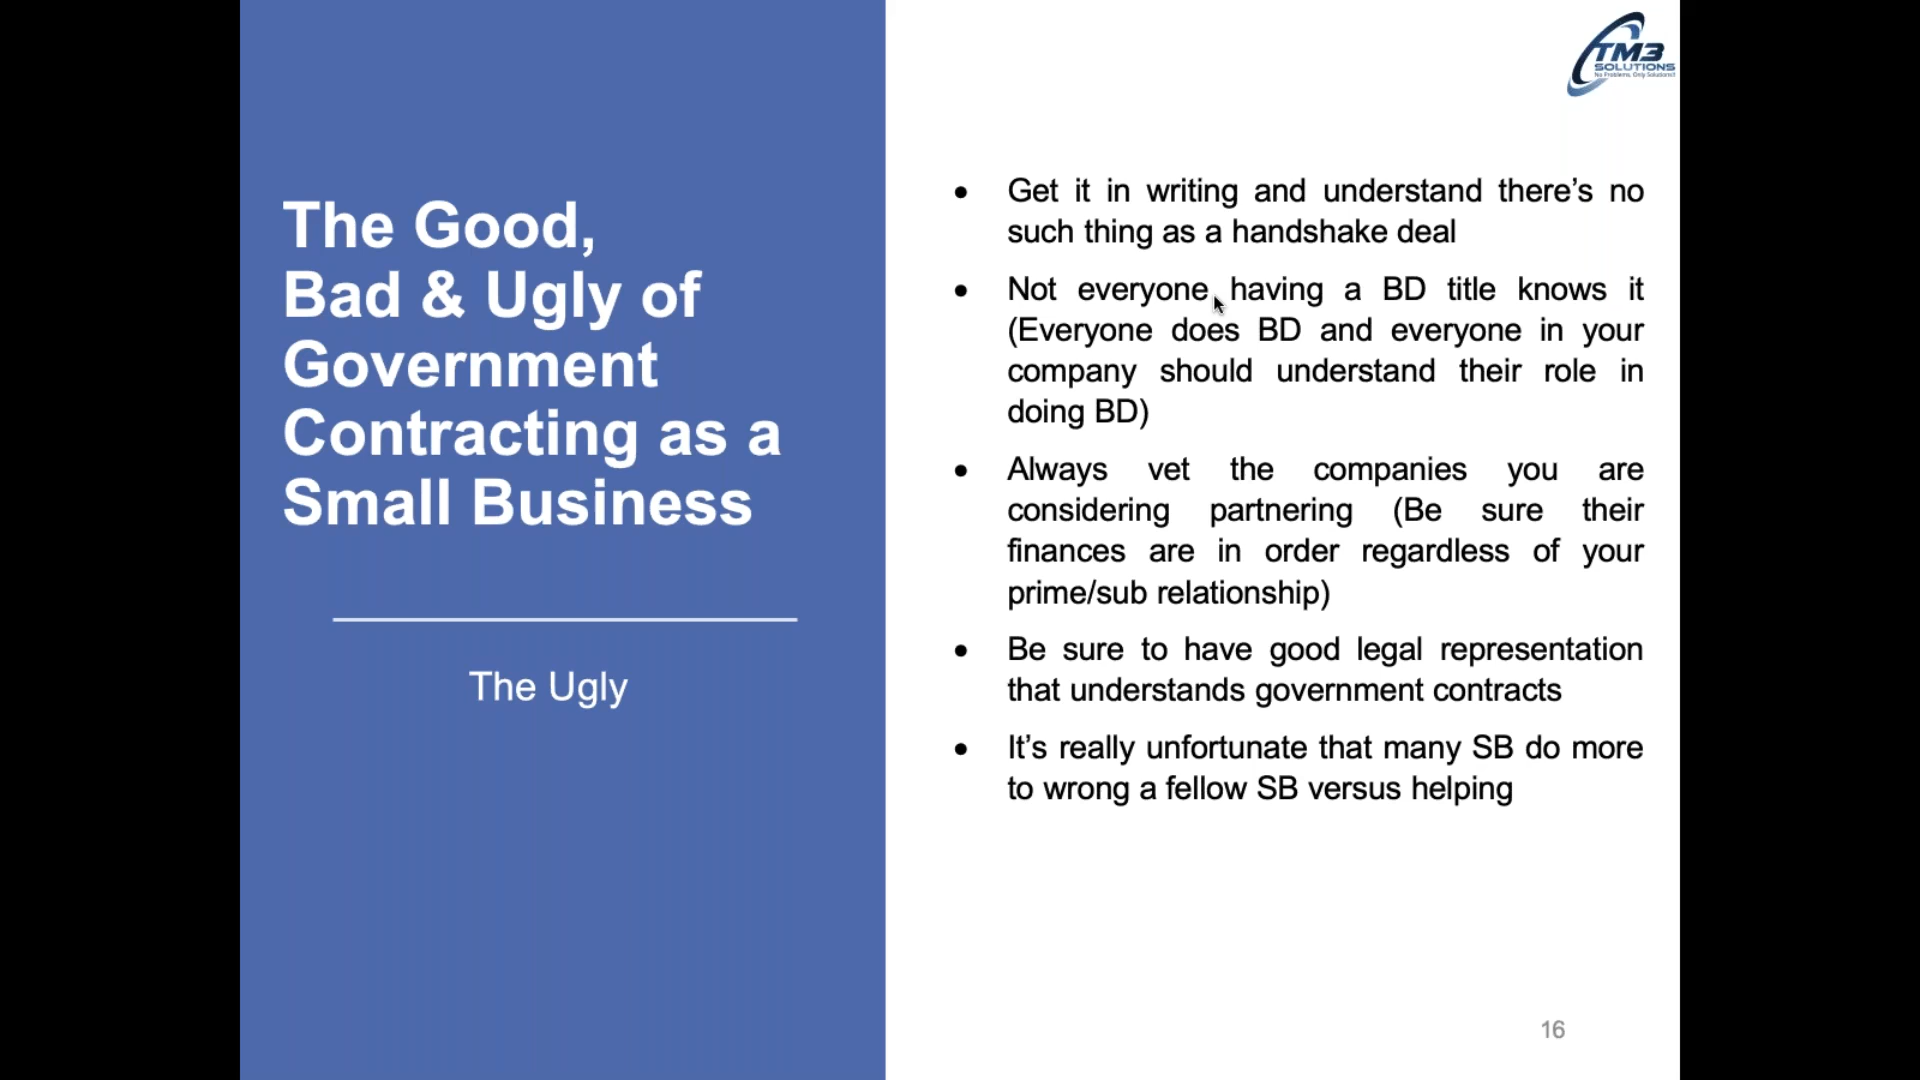 The Good,
Bad & Ugly of
Government
Contracting as a
Small Business
The Ugly
TM3
SOLUTIONS
No Problems, Only Solutions!!
• Get it in writing and understand there’s no
such thing as a handshake deal
• Not everyone having a BD title knows it
(Everyone does BD and everyone in your
company should understand their role in
doing BD)
• Always vet the companies you are
considering partnering (Be sure their
finances are in order regardless of your
prime/sub relationship)
• Be sure to have good legal representation
that understands government contracts
• It’s really unfortunate that many SB do more
to wrong a fellow SB versus helping
16